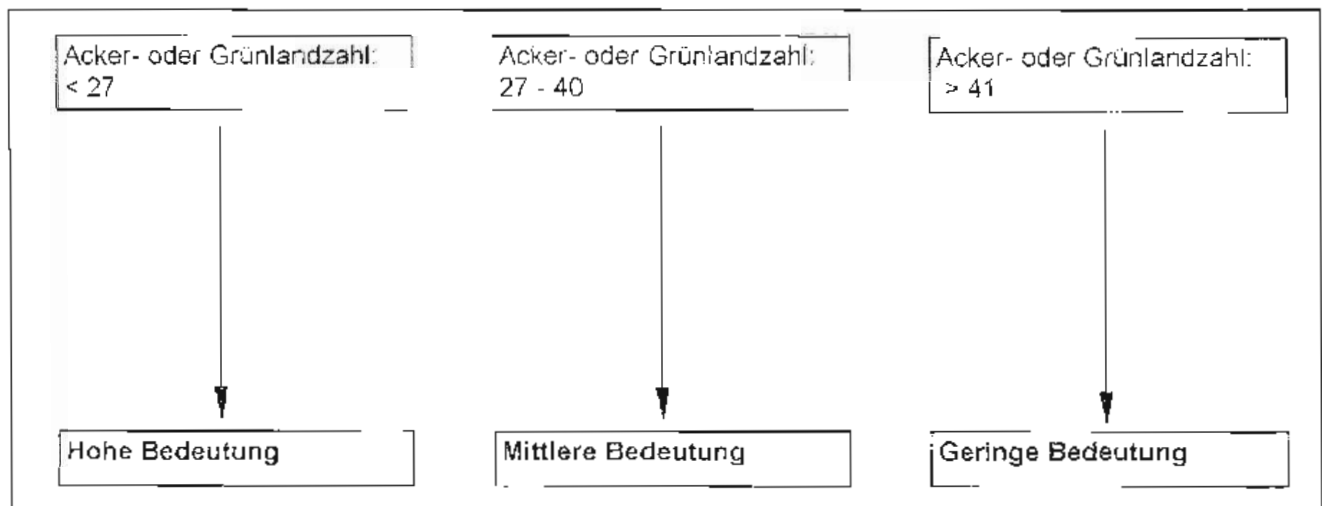 Acker- oder Grünlandzahl:
< 27
Acker- oder Grünlandzahl:
27 - 40
Acker- oder Grünlandzahl:
> 41
Hohe Bedeutung
Mittlere Bedeutung
Geringe Bedeutung